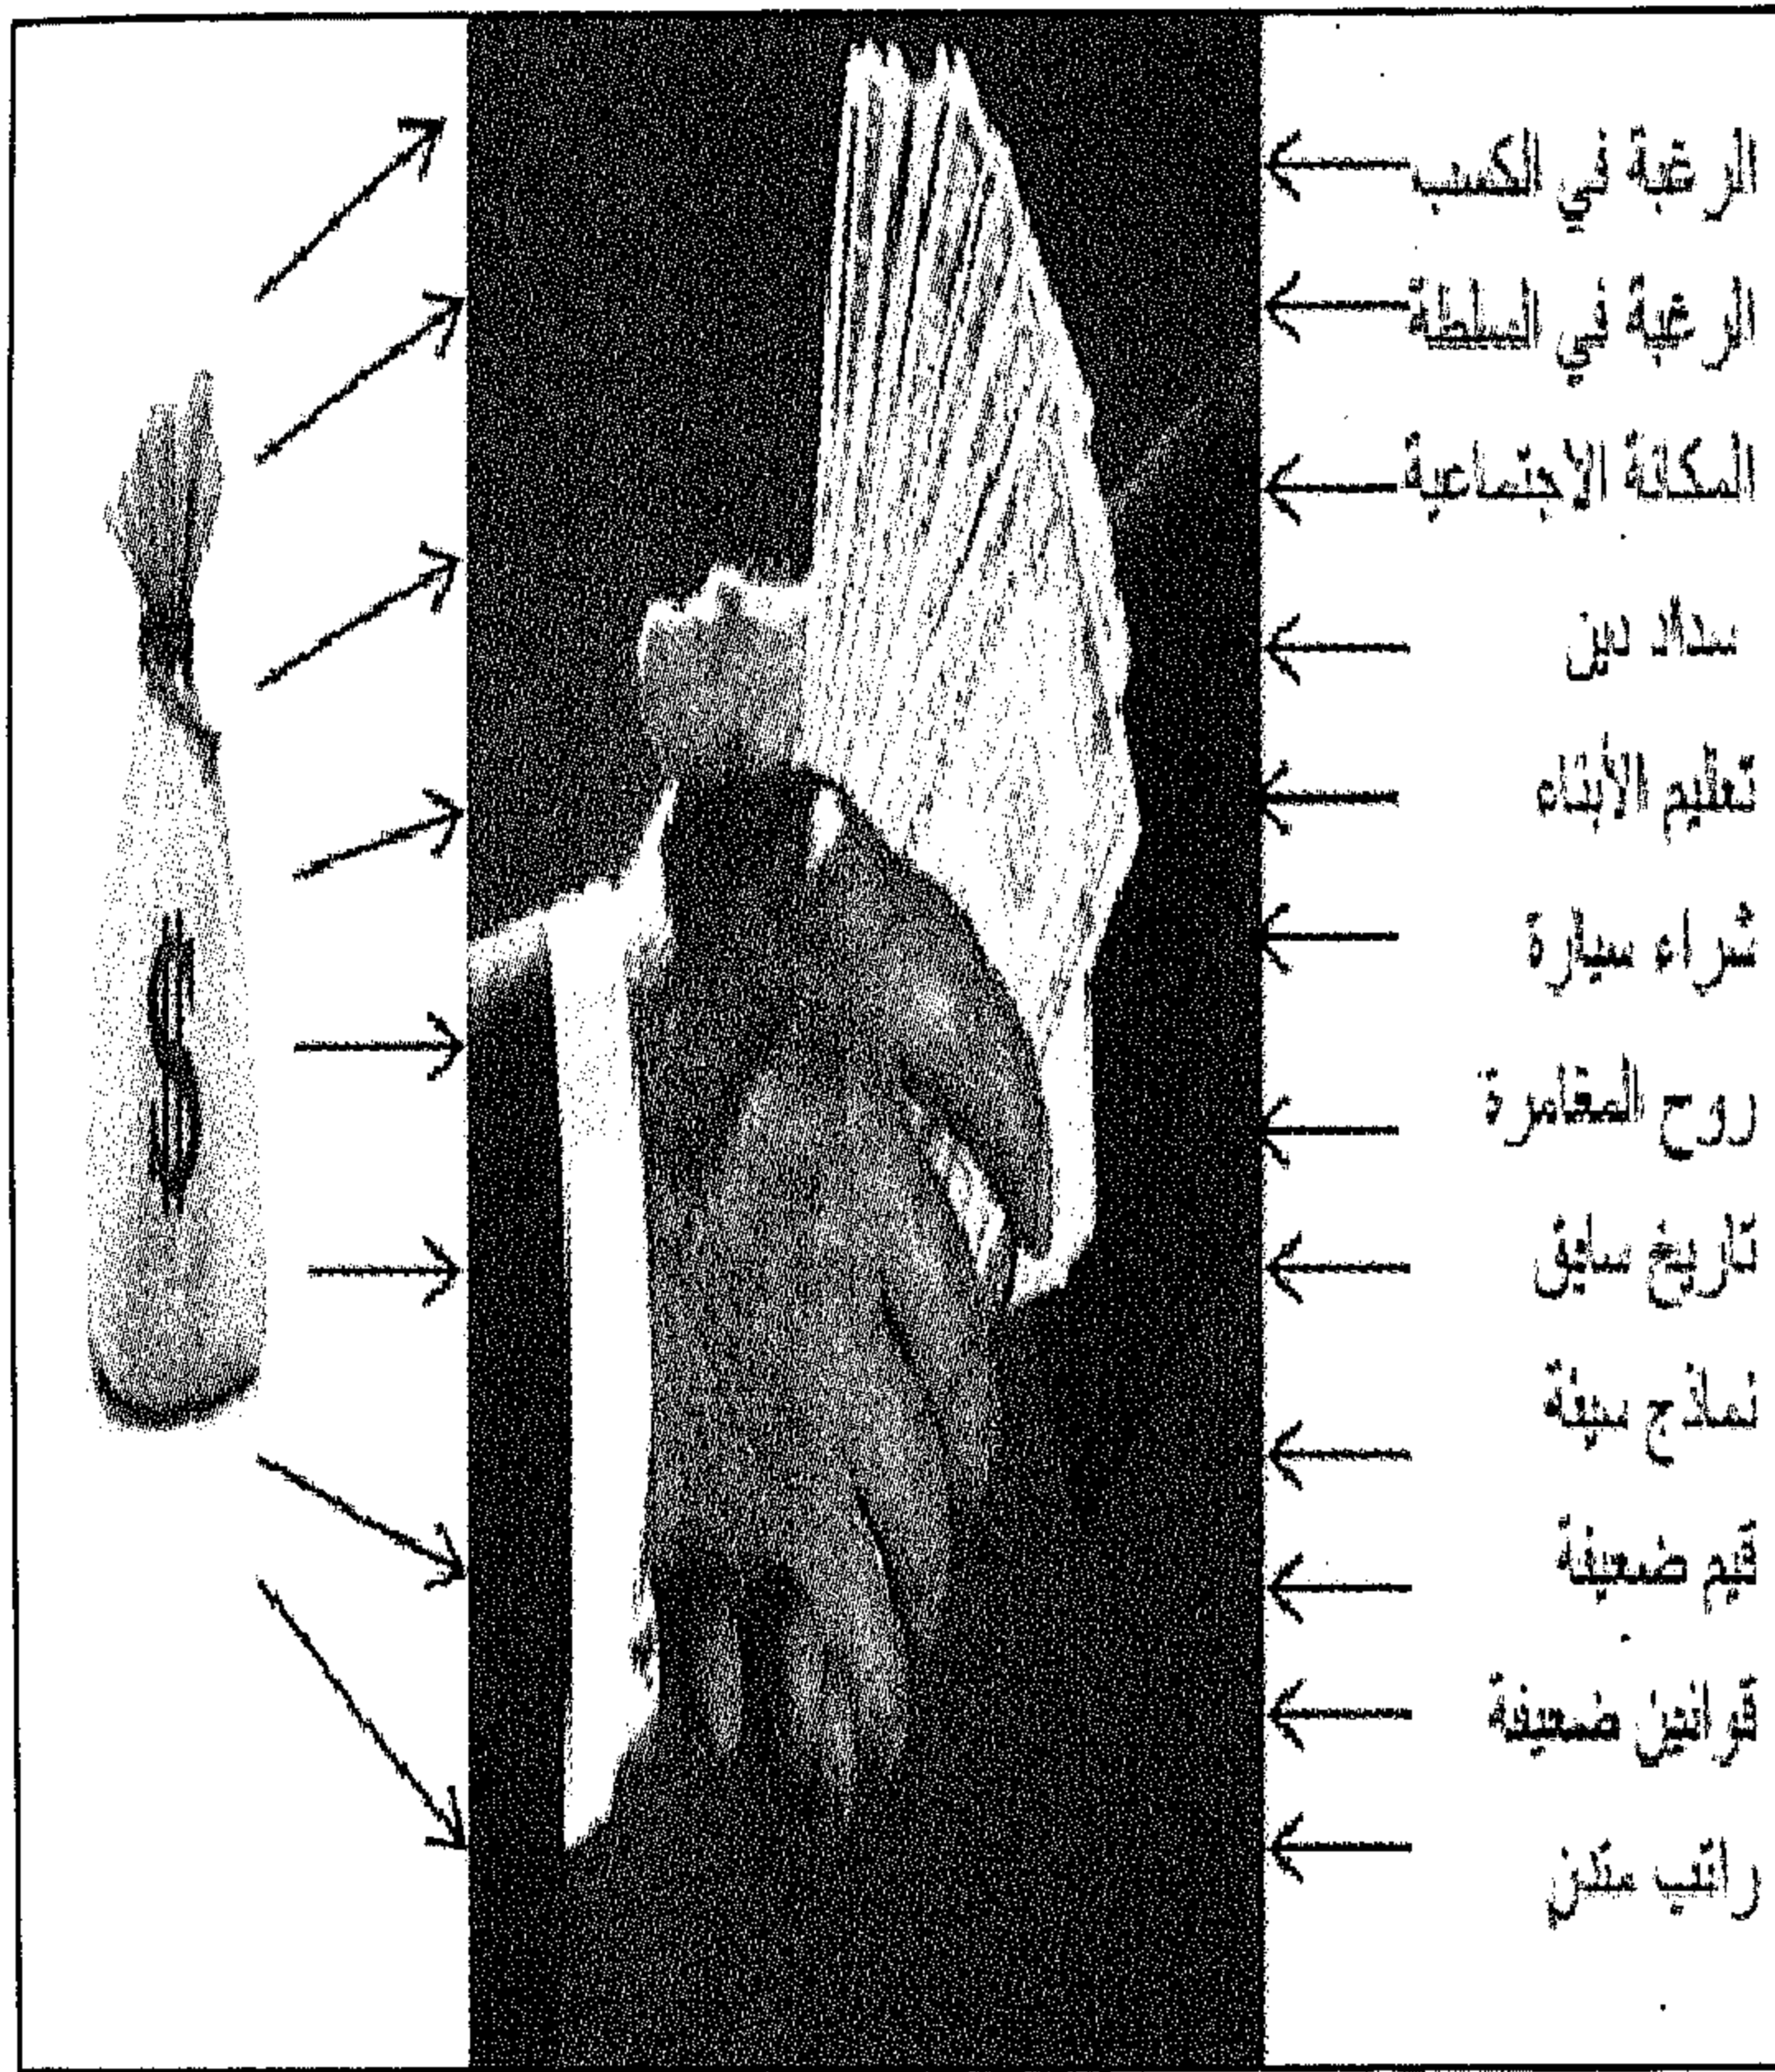 الرغبة في الكسب
الرغبة في السلطة
المكانة الاجتماعية
سداد دين
تعليم الأبناء
شراء سيارة
روح المقامرة
تاريخ سابق
نماذج سيئة
قيم ضعيفة
قوانين ضعيفة
راتب متدن
$